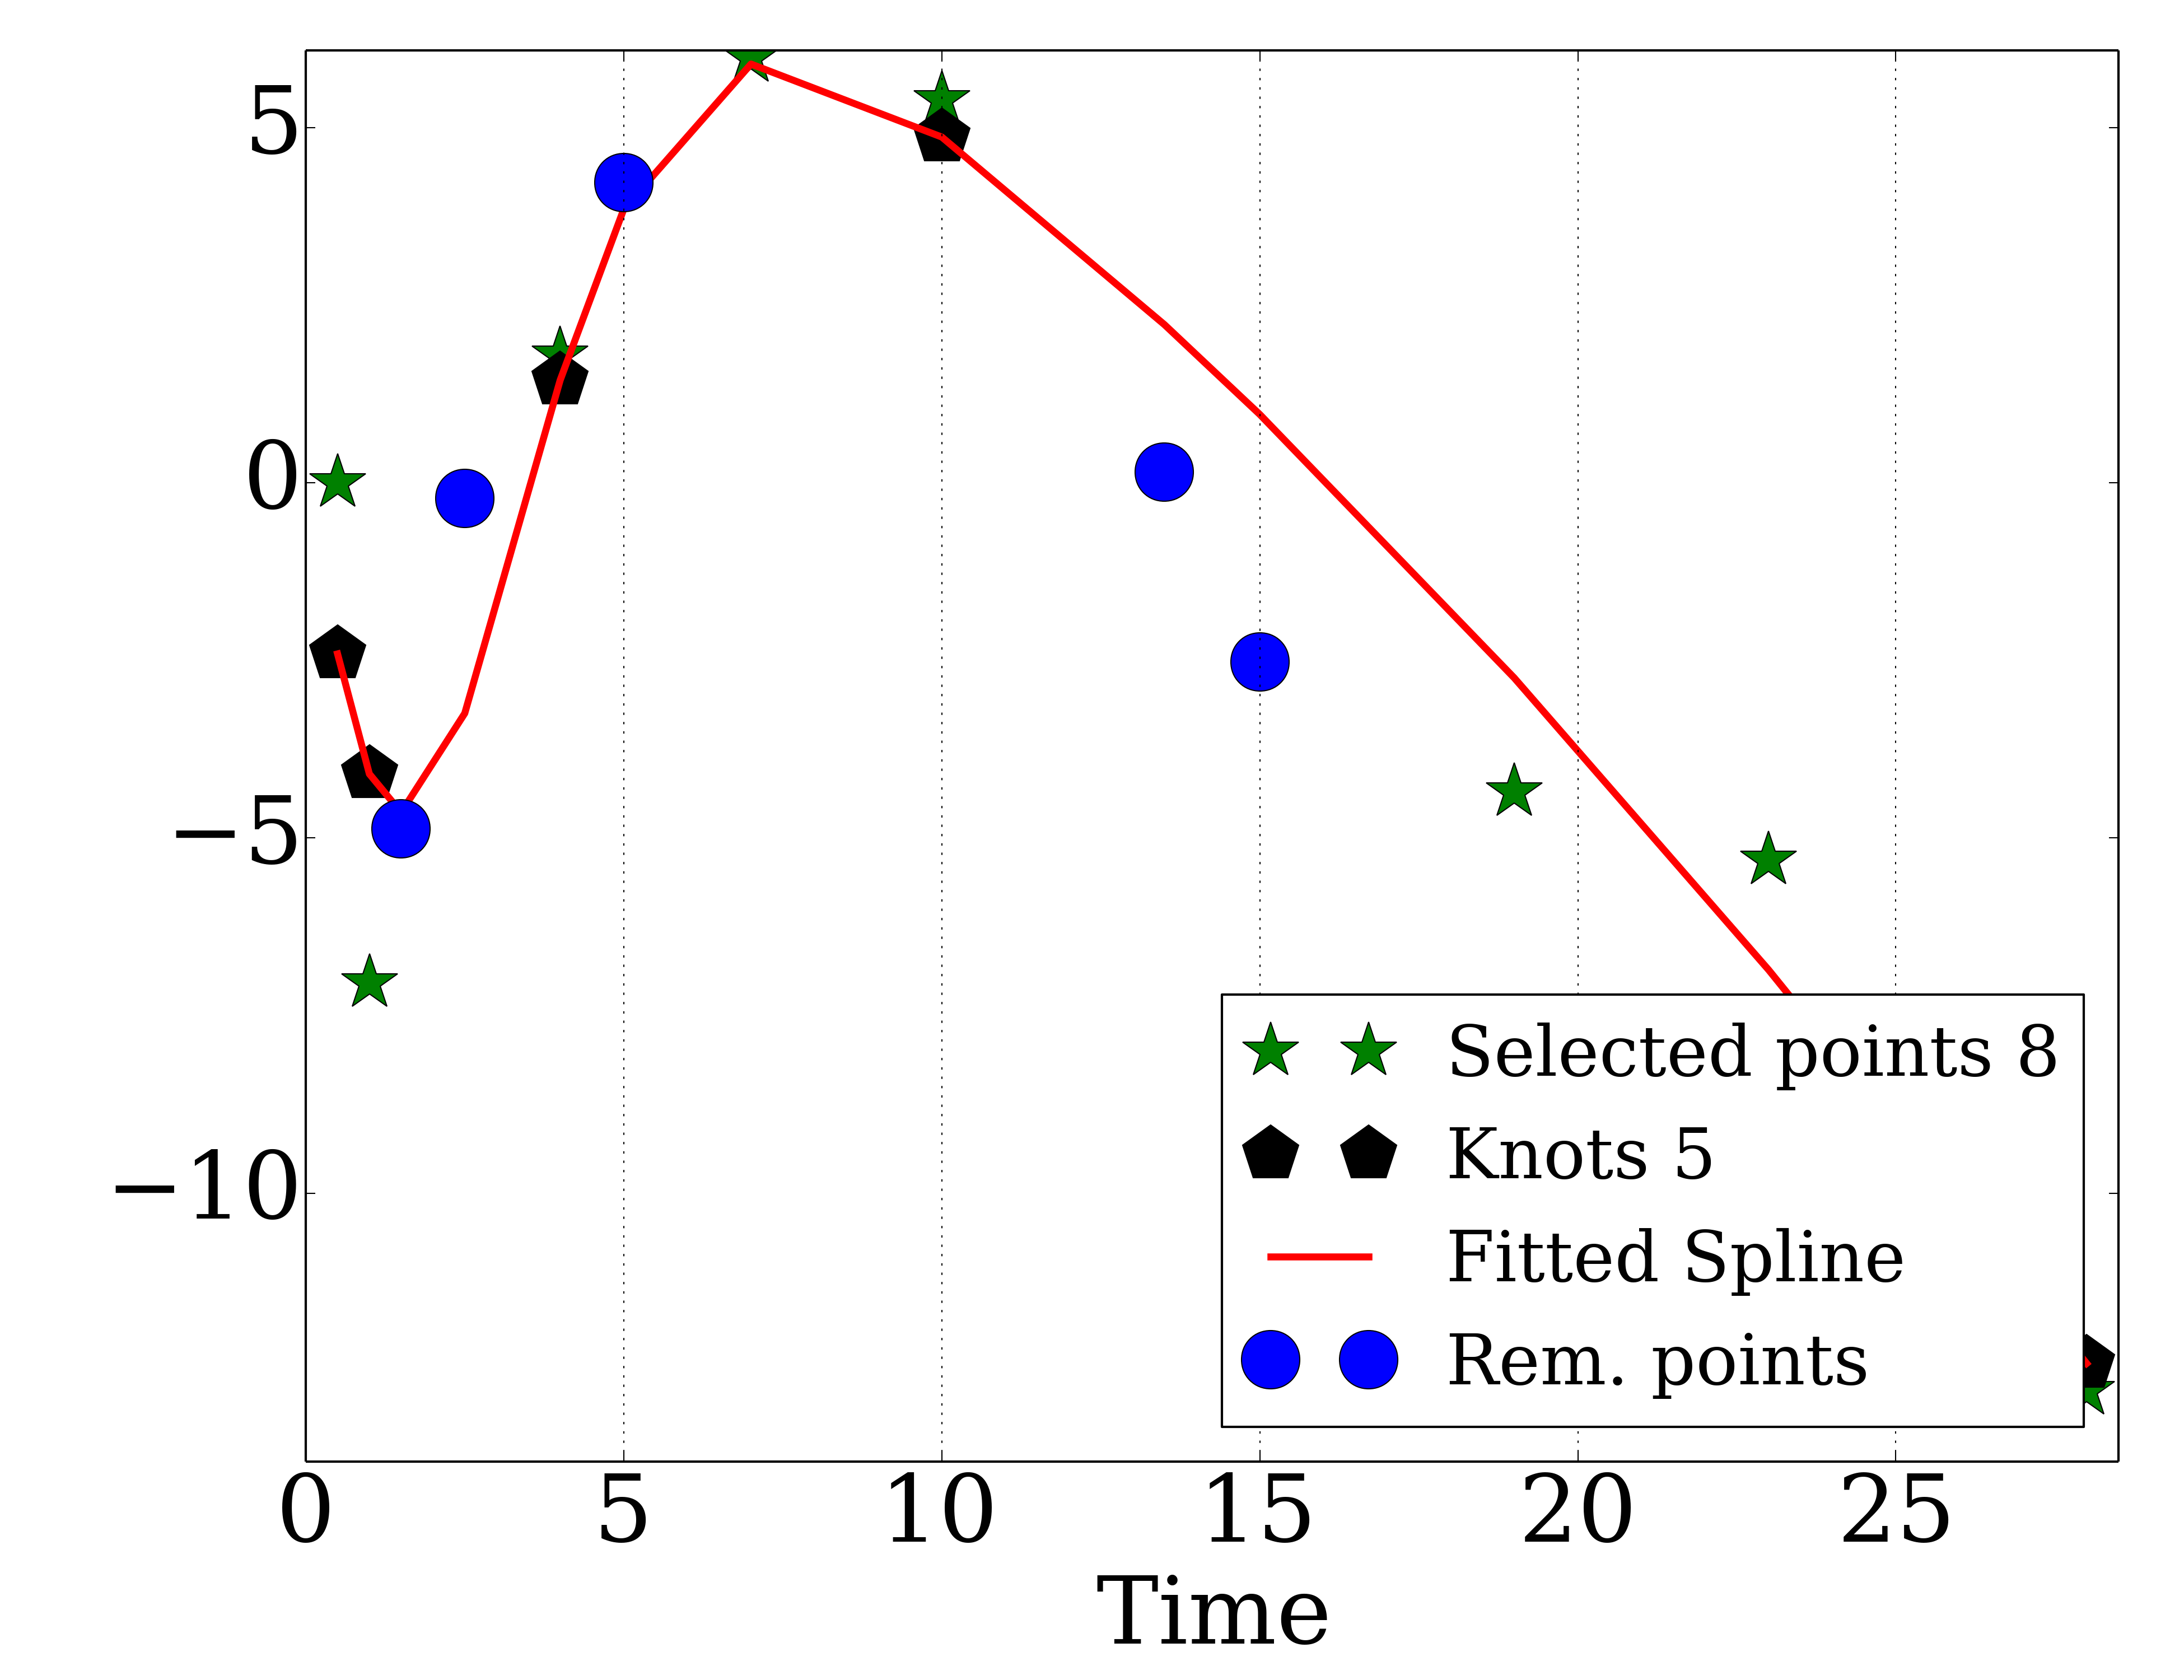 5
0
−5
−10
Selected points 8
Knots 5
Fitted Spline
Rem. points
0 5 10 15 20 25
Time